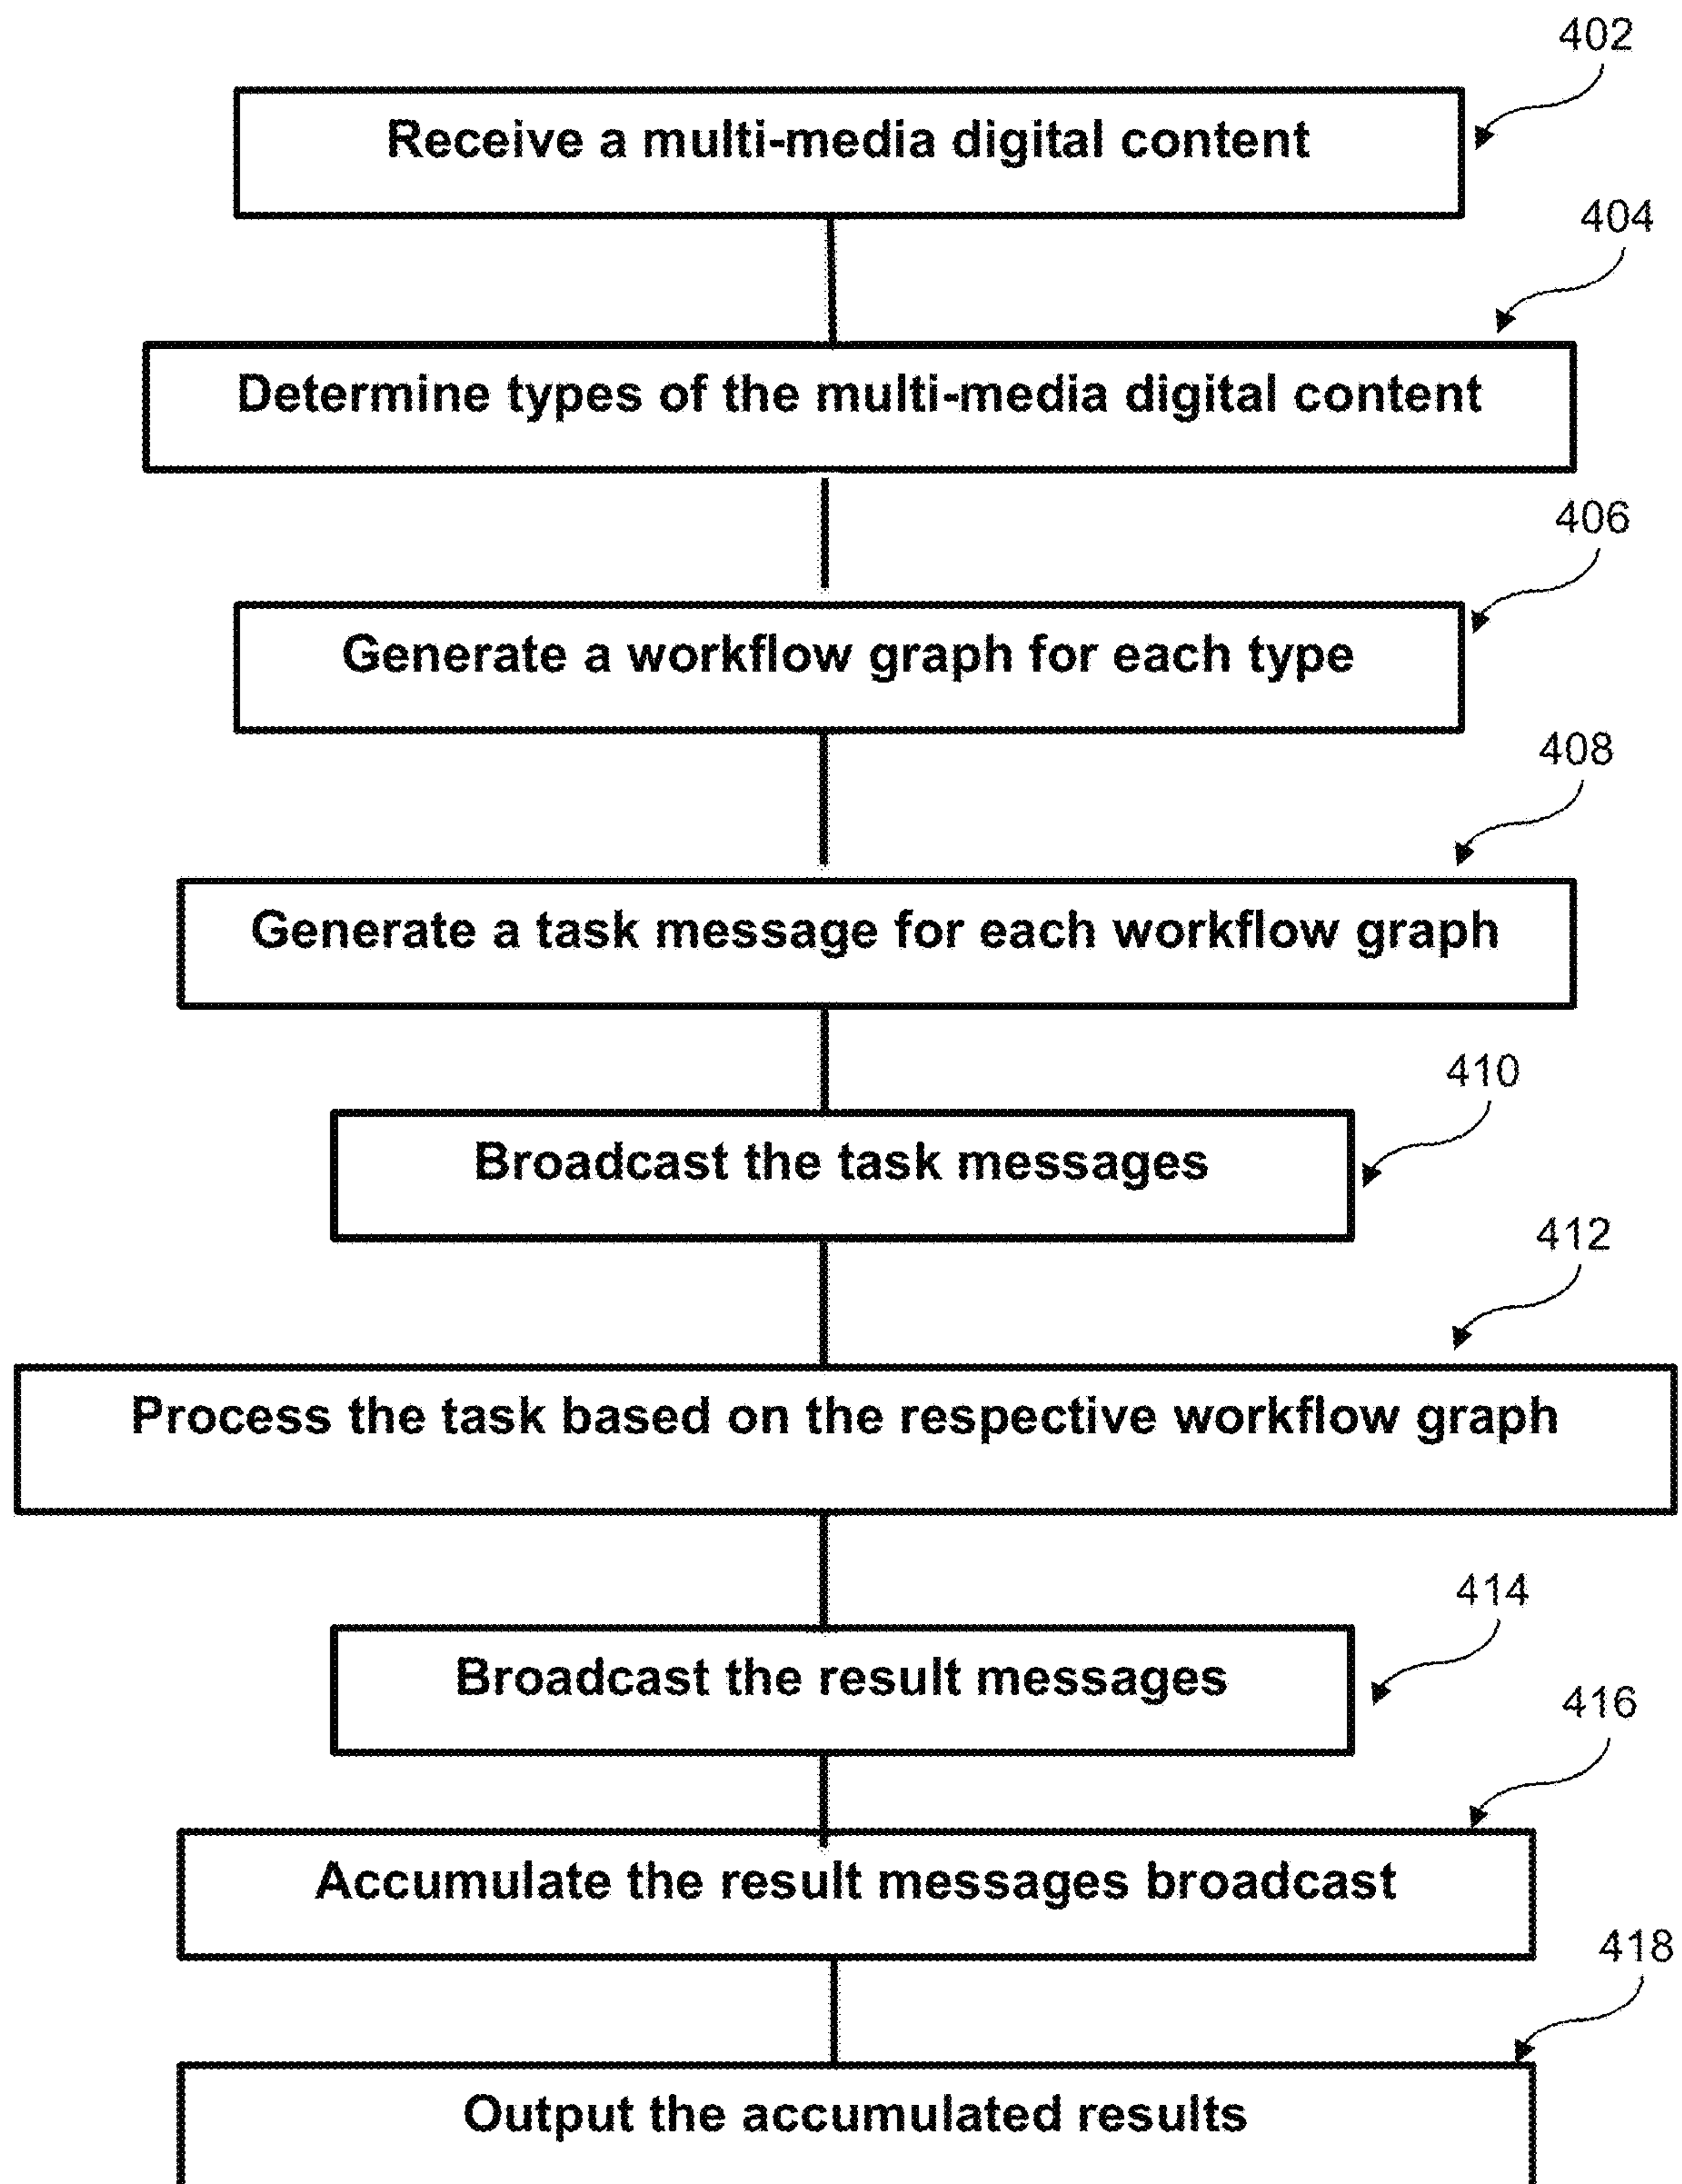 402
Receive a multi-media digital content
404
Determine types of the multi-media digital content
406
Generate a workflow graph for each type
408
Generate a task message for each workflow graph
410
Broadcast the task messages
412
Process the task based on the respective workflow graph
414
Broadcast the result messages
416
Accumulate the result messages broadcast
418
Output the accumulated results